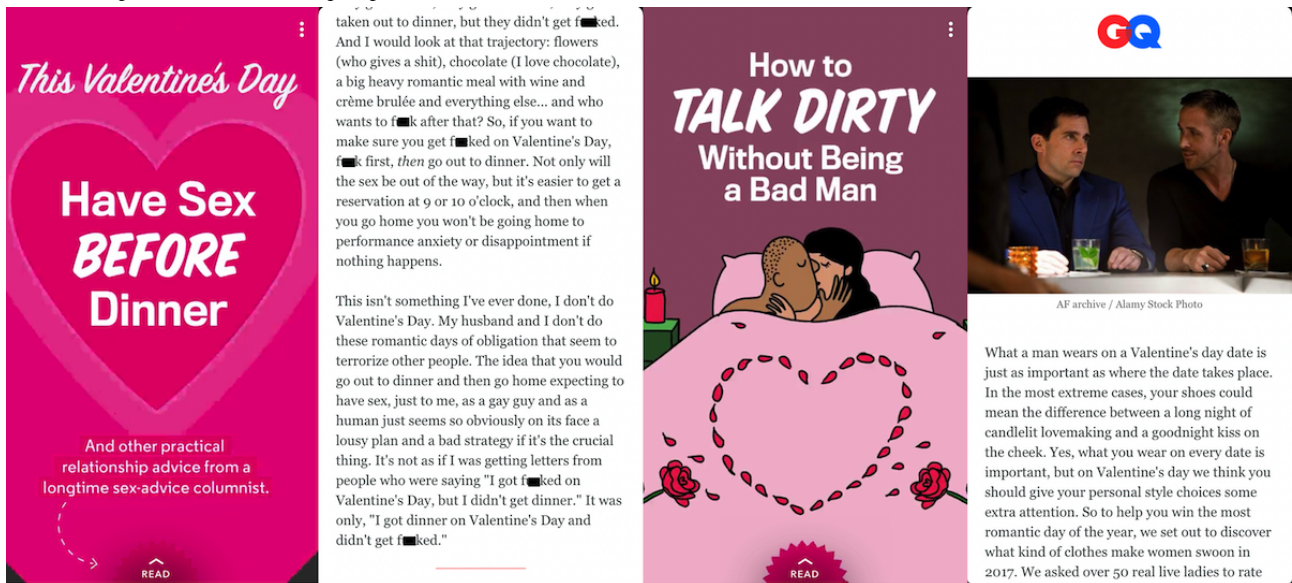 This Valentine's Day
Have Sex
BEFORE
Dinner
And other practical
relationship advice from a
longtime sex-advice columnist.
READ
taken out to dinner, but they didn't get f██ked.
And I would look at that trajectory: flowers
(who gives a shit), chocolate (I love chocolate),
a big heavy romantic meal with wine and
crème brulée and everything else... and who
wants to f██k after that? So, if you want to
make sure you get f██ked on Valentine's Day,
f██k first, then go out to dinner. Not only will
the sex be out of the way, but it's easier to get a
reservation at 9 or 10 o'clock, and then when
you go home you won't be going home to
performance anxiety or disappointment if
nothing happens.
This isn't something I've ever done, I don't do
Valentine's Day. My husband and I don't do
these romantic days of obligation that seem to
terrorize other people. The idea that you would
go out to dinner and then go home expecting to
have sex, just to me, as a gay guy and as a
human just seems so obviously on its face a
lousy plan and a bad strategy if it's the crucial
thing. It's not as if I was getting letters from
people who were saying "I got f██ked on
Valentine's Day, but I didn't get dinner." It was
only, "I got dinner on Valentine's Day and
didn't get f██ked."
How to
TALK DIRTY
Without Being
a Bad Man
READ
GQ
AF archive / Alamy Stock Photo
What a man wears on a Valentine's day date is
just as important as where the date takes place.
In the most extreme cases, your shoes could
mean the difference between a long night of
candlelit lovemaking and a goodnight kiss on
the cheek. Yes, what you wear on every date is
important, but on Valentine's day we think you
should give your personal style choices some
extra attention. So to help you win the most
romantic day of the year, we set out to discover
what kind of clothes make women swoon in
2017. We asked over 50 real live ladies to rate